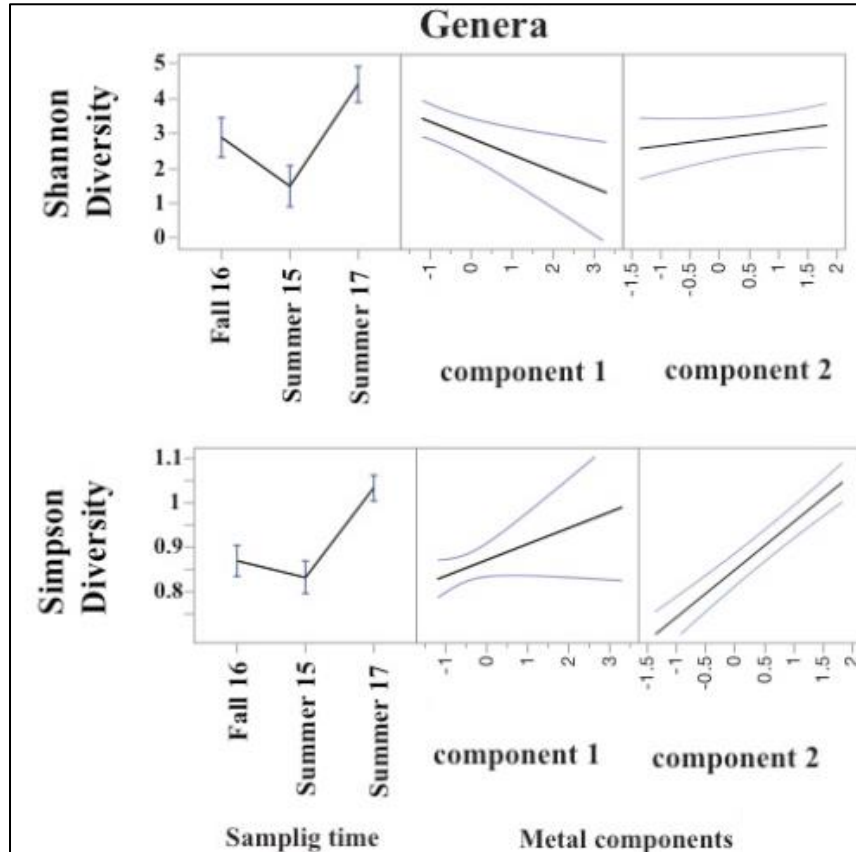 Genera
Shannon
Diversity
5
4
3
2
1
0
Fall 16
Summer 15
Summer 17
-1
0
1
2
3
-1.5
-1
-0.5
0
0.5
1
1.5
2
component 1
component 2
Simpson
Diversity
1.1
1
0.9
0.8
Fall 16
Summer 15
Summer 17
-1
0
1
2
3
-1.5
-1
-0.5
0
0.5
1
1.5
2
component 1
component 2
Samplig time
Metal components